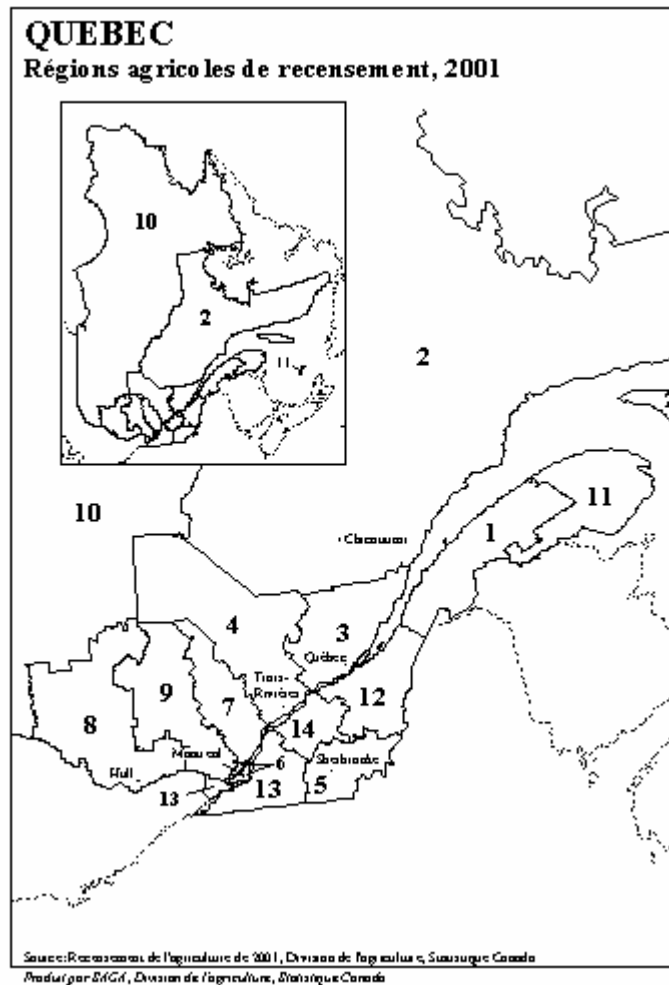 QUEBEC
Régions agricoles de recensement, 2001
10
2
11
2
10
11
1
Chicoutimi
4
3
Québec
Trois-
Rivières
12
9
7
8
14
Montréal
Sherbrooke
6
Hull
13
13
5
Source: Recensement de l'agriculture de 2001, Division de l'agriculture, Statistique Canada
Produit par SAGA, Division de l'agriculture, Statistique Canada